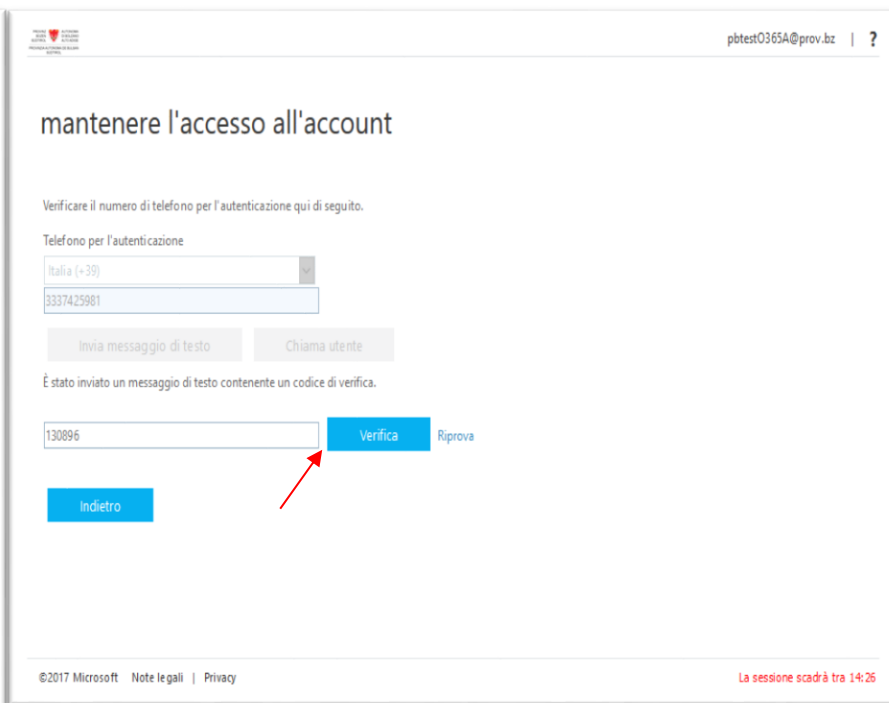 pbtestO365A@prov.bz | ?
mantenere l'accesso all'account
Verificare il numero di telefono per l'autenticazione qui di seguito.
Telefono per l'autenticazione
Italia (+39)
3337425981
Invia messaggio di testo Chiama utente
È stato inviato un messaggio di testo contenente un codice di verifica.
130896 Verifica Riprova
Indietro
©2017 Microsoft Note legali | Privacy La sessione scadrà tra 14:26